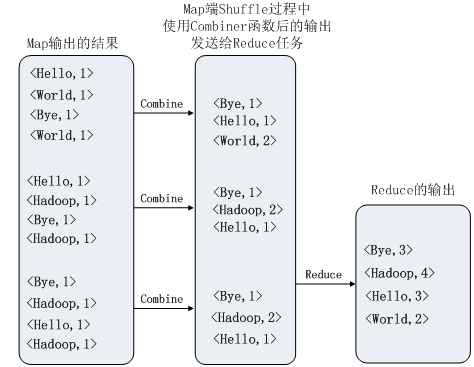 Map端Shuffle过程中
使用Combiner函数后的输出
发送给Reduce任务
Map输出的结果
<Hello,1>
<World,1>
<Bye,1>
<World,1>
Combine
<Bye,1>
<Hello,1>
<World,2>
<Hello,1>
<Hadoop,1>
<Bye,1>
<Hadoop,1>
Combine
<Bye,1>
<Hadoop,2>
<Hello,1>
<Bye,1>
<Hadoop,1>
<Hello,1>
<Hadoop,1>
Combine
<Bye,1>
<Hadoop,2>
<Hello,1>
Reduce
Reduce的输出
<Bye,3>
<Hadoop,4>
<Hello,3>
<World,2>